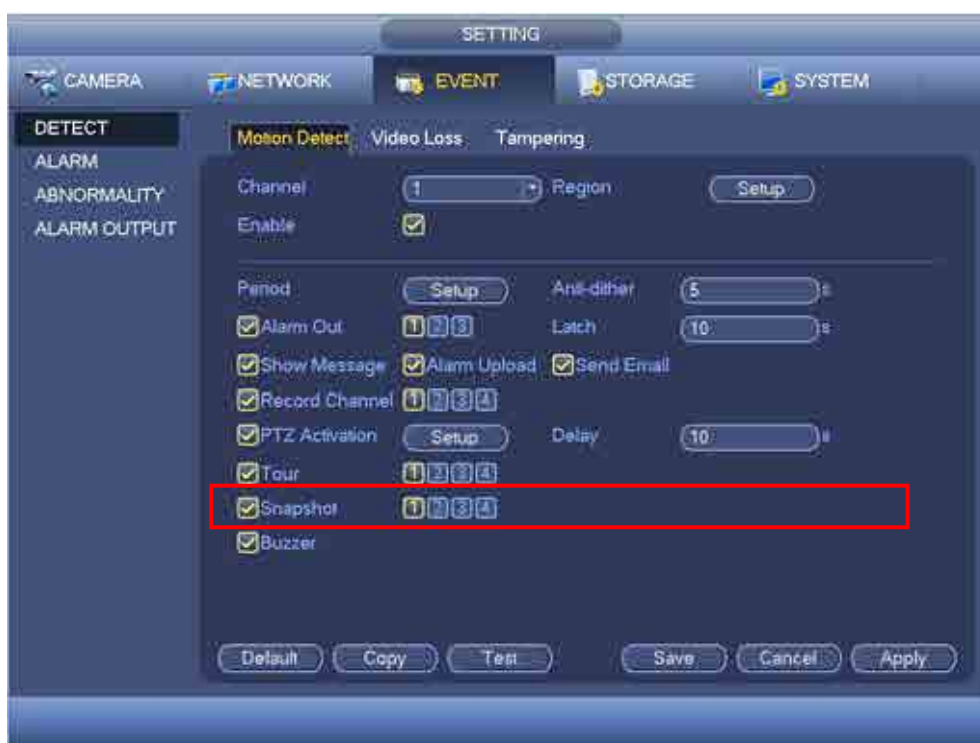 SETTING
CAMERA NETWORK EVENT STORAGE SYSTEM
DETECT
ALARM
ABNORMALITY
ALARM OUTPUT
Motion Detect Video Loss Tampering
Channel 1 Region Setup
Enable
Period Setup Anti-dither 5 s
Alarm Out 1 2 3 Latch 10 s
Show Message Alarm Upload Send Email
Record Channel 1 2 3 4
PTZ Activation Setup Delay 10 s
Tour 1 2 3 4
Snapshot 1 2 3 4
Buzzer
Default Copy Test Save Cancel Apply